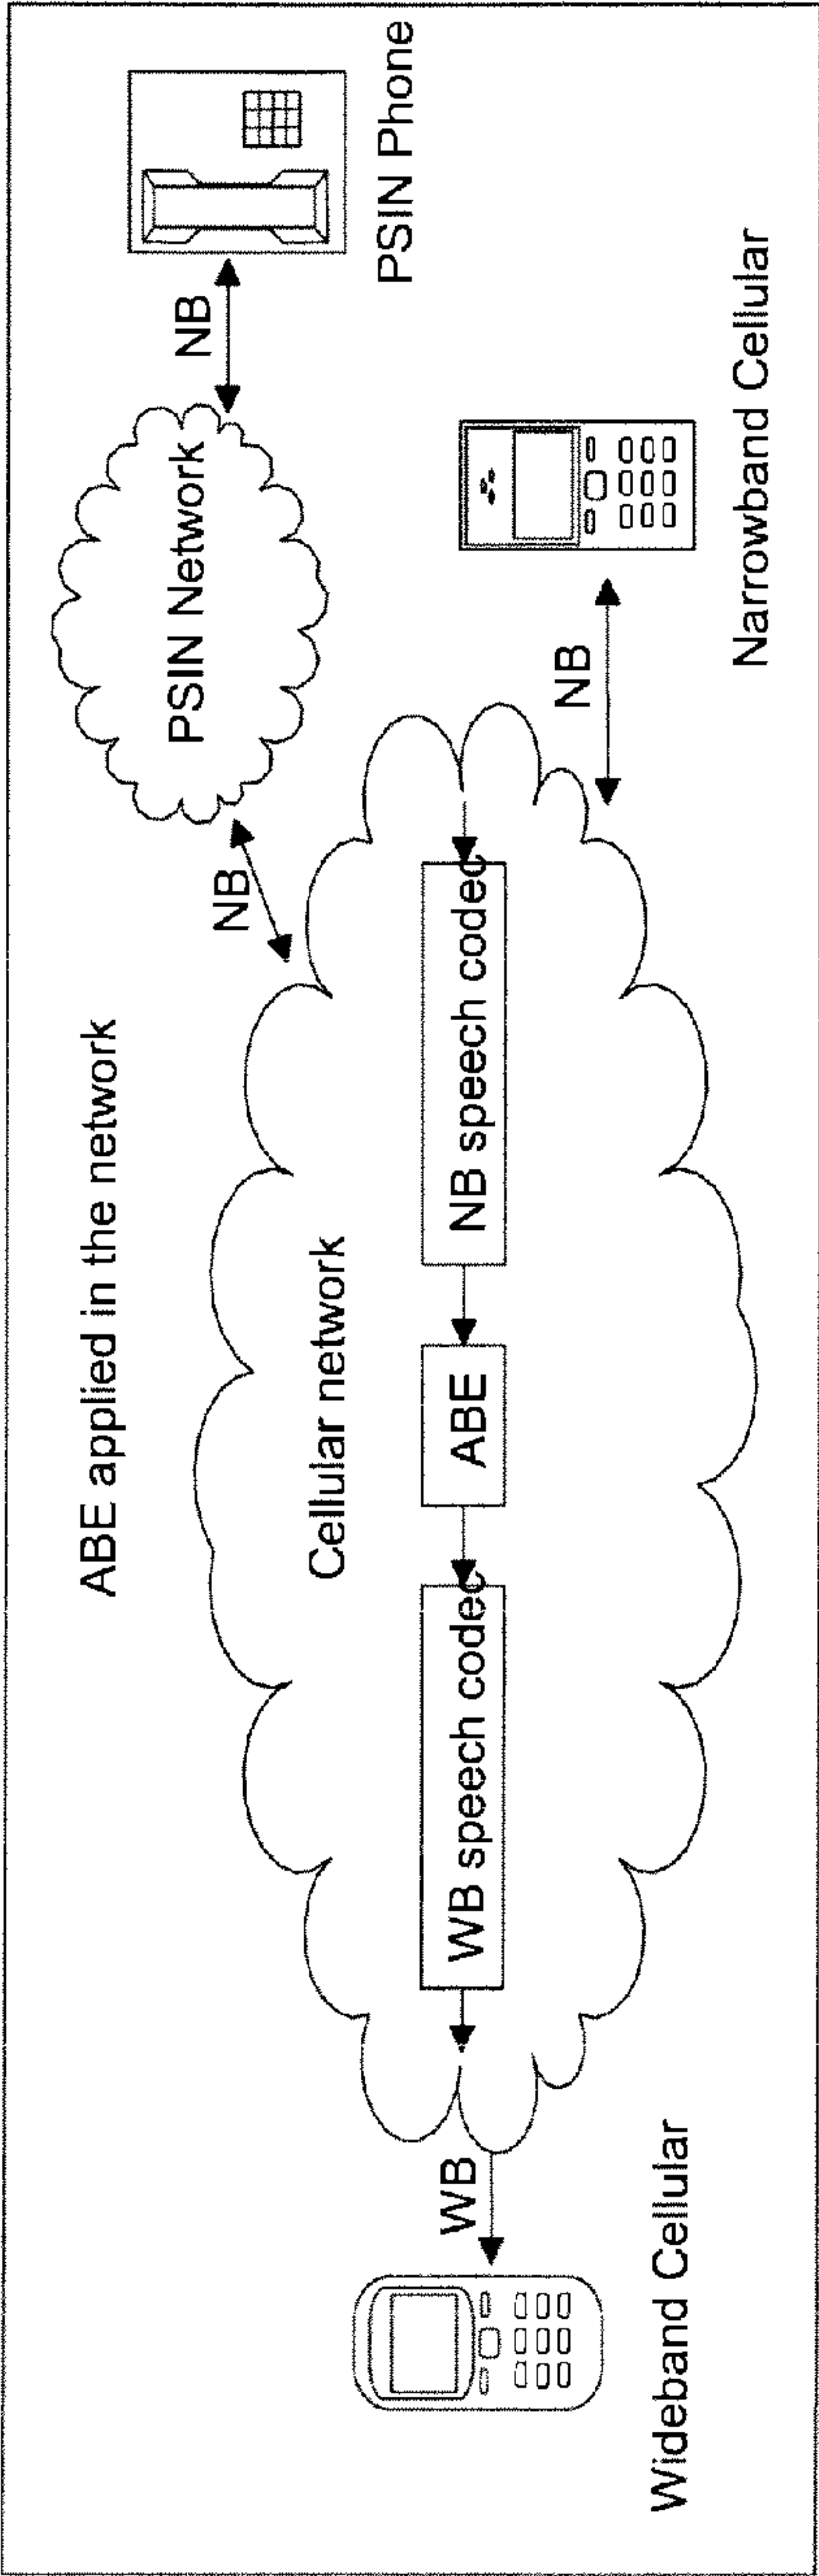 ABE applied in the network
NB
PSIN Network
NB
PSIN Phone
Cellular network
WB
WB speech codec
ABE
NB speech codec
NB
Wideband Cellular
Narrowband Cellular